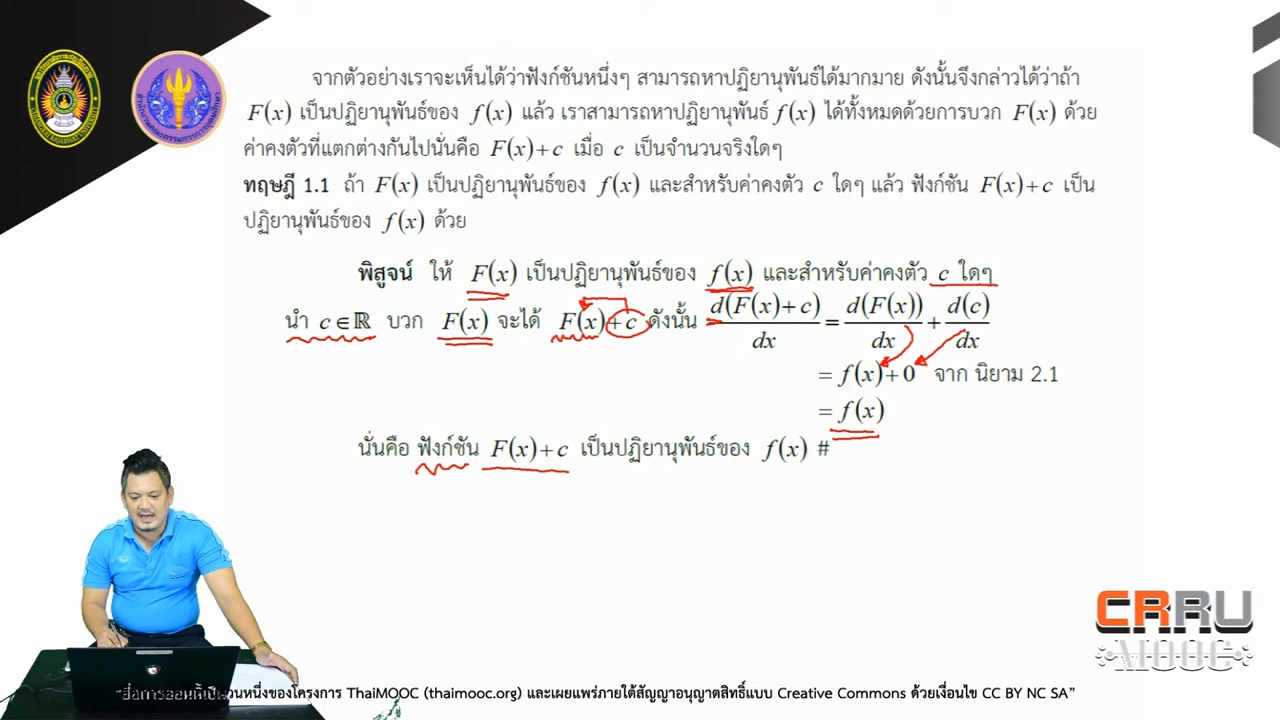 จากตัวอย่างเราจะเห็นได้ว่าฟังก์ชันหนึ่งๆ สามารถหาปฏิยานุพันธ์ได้มากมาย ดังนั้นจึงกล่าวได้ว่าถ้า
F(x) เป็นปฏิยานุพันธ์ของ f(x) แล้ว เราสามารถหาปฏิยานุพันธ์ f(x) ได้ทั้งหมดด้วยการบวก F(x) ด้วย
ค่าคงตัวที่แตกต่างกันไปนั่นคือ F(x)+c เมื่อ c เป็นจำนวนจริงใดๆ
ทฤษฎี 1.1 ถ้า F(x) เป็นปฏิยานุพันธ์ของ f(x) และสำหรับค่าคงตัว c ใดๆ แล้ว ฟังก์ชัน F(x)+c เป็น
ปฏิยานุพันธ์ของ f(x) ด้วย
พิสูจน์ ให้ F(x) เป็นปฏิยานุพันธ์ของ f(x) และสำหรับค่าคงตัว c ใดๆ
นำ c∈ℝ บวก F(x) จะได้ F(x)+c ดังนั้น d(F(x)+c)/dx = d(F(x))/dx + d(c)/dx
= f(x)+0 จาก นิยาม 2.1
= f(x)
นั่นคือ ฟังก์ชัน F(x)+c เป็นปฏิยานุพันธ์ของ f(x) #
CRRU
MOOC
“สื่อการสอนนี้เป็นส่วนหนึ่งของโครงการ ThaiMOOC (thaimooc.org) และเผยแพร่ภายใต้สัญญาอนุญาตสิทธิ์แบบ Creative Commons ด้วยเงื่อนไข CC BY NC SA”